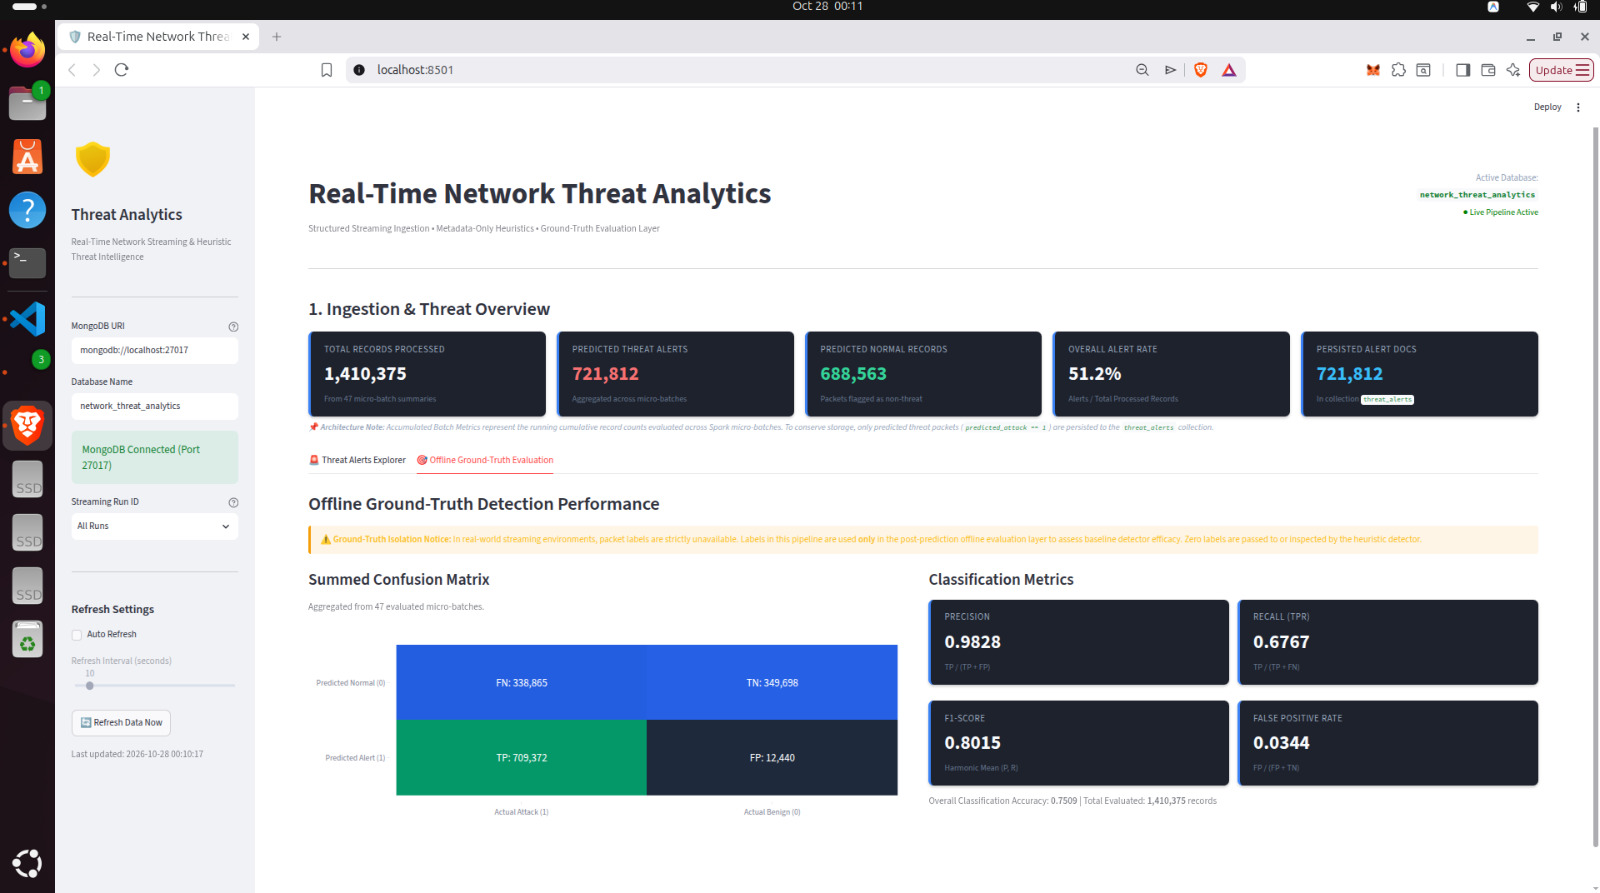 Oct 28 00:11
Real-Time Network Threa
localhost:8501
Update
Deploy
Threat Analytics
Real-Time Network Streaming & Heuristic
Threat Intelligence
MongoDB URI
mongodb://localhost:27017
Database Name
network_threat_analytics
MongoDB Connected (Port
27017)
Streaming Run ID
All Runs
Refresh Settings
Auto Refresh
Refresh Interval (seconds)
10
Refresh Data Now
Last updated: 2026-10-28 00:10:17
Real-Time Network Threat Analytics
Structured Streaming Ingestion • Metadata-Only Heuristics • Ground-Truth Evaluation Layer
Active Database:
network_threat_analytics
● Live Pipeline Active
1. Ingestion & Threat Overview
TOTAL RECORDS PROCESSED
1,410,375
From 47 micro-batch summaries
PREDICTED THREAT ALERTS
721,812
Aggregated across micro-batches
PREDICTED NORMAL RECORDS
688,563
Packets flagged as non-threat
OVERALL ALERT RATE
51.2%
Alerts / Total Processed Records
PERSISTED ALERT DOCS
721,812
In collection threat_alerts
📌 Architecture Note: Accumulated Batch Metrics represent the running cumulative record counts evaluated across Spark micro-batches. To conserve storage, only predicted threat packets ( predicted_attack == 1 ) are persisted to the threat_alerts collection.
🚨 Threat Alerts Explorer
🎯 Offline Ground-Truth Evaluation
Offline Ground-Truth Detection Performance
⚠️ Ground-Truth Isolation Notice: In real-world streaming environments, packet labels are strictly unavailable. Labels in this pipeline are used only in the post-prediction offline evaluation layer to assess baseline detector efficacy. Zero labels are passed to or inspected by the heuristic detector.
Summed Confusion Matrix
Aggregated from 47 evaluated micro-batches.
Predicted Normal (0)
FN: 338,865
TN: 349,698
Predicted Alert (1)
TP: 709,372
FP: 12,440
Actual Attack (1)
Actual Benign (0)
Classification Metrics
PRECISION
0.9828
TP / (TP + FP)
RECALL (TPR)
0.6767
TP / (TP + FN)
F1-SCORE
0.8015
Harmonic Mean (P, R)
FALSE POSITIVE RATE
0.0344
FP / (FP + TN)
Overall Classification Accuracy: 0.7509 | Total Evaluated: 1,410,375 records
1
3
SSD
SSD
SSD